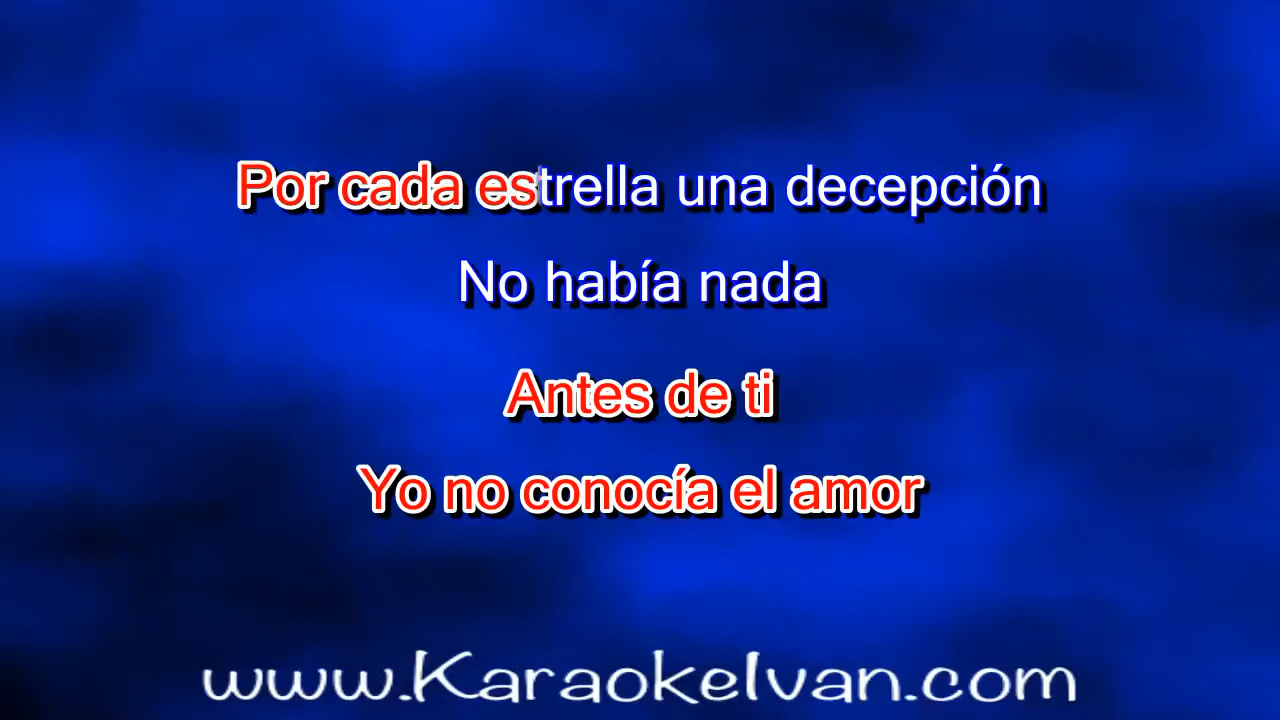 Por cada estrella una decepción
No había nada
Antes de ti
Yo no conocía el amor
www.KaraokeIvan.com